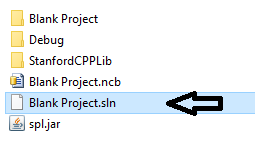 Blank Project
Debug
StanfordCPPLib
Blank Project.ncb
Blank Project.sln
spl.jar